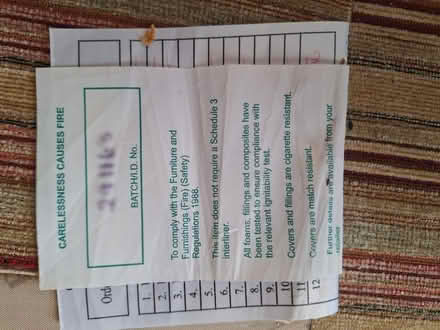 CARELESSNESS CAUSES FIRE
BATCH/I.D. No.
To comply with the Furniture and
Furnishings (Fire) (Safety)
Regulations 1988.
This item does not require a Schedule 3
interliner.
All foams, fillings and composites have
been tested to ensure compliance with
the relevant ignitability test.
Covers and fillings are cigarette resistant.
Covers are match resistant.
Further details are available from your
retailer
Ord
1.
2.
3.
4.
5.
6.
7.
8.
9.
10
11
12